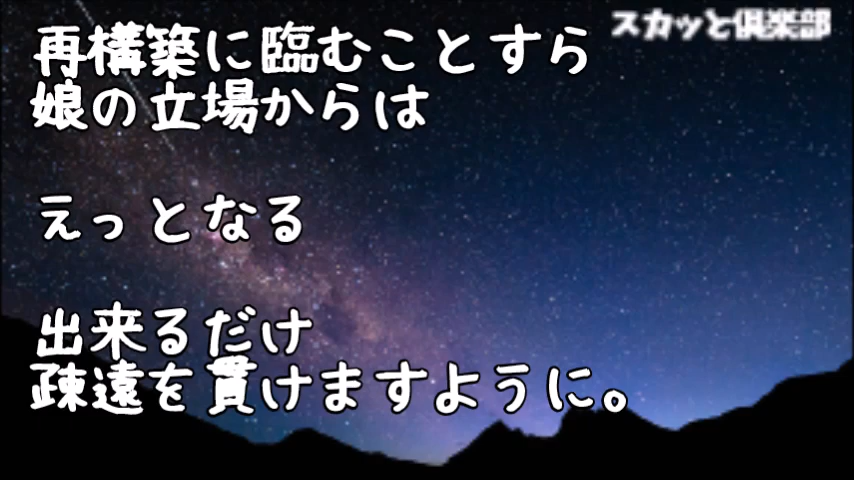 スカッと倶楽部
再構築に臨むことすら
娘の立場からは
えっとなる
出来るだけ
疎遠を貫けますように。